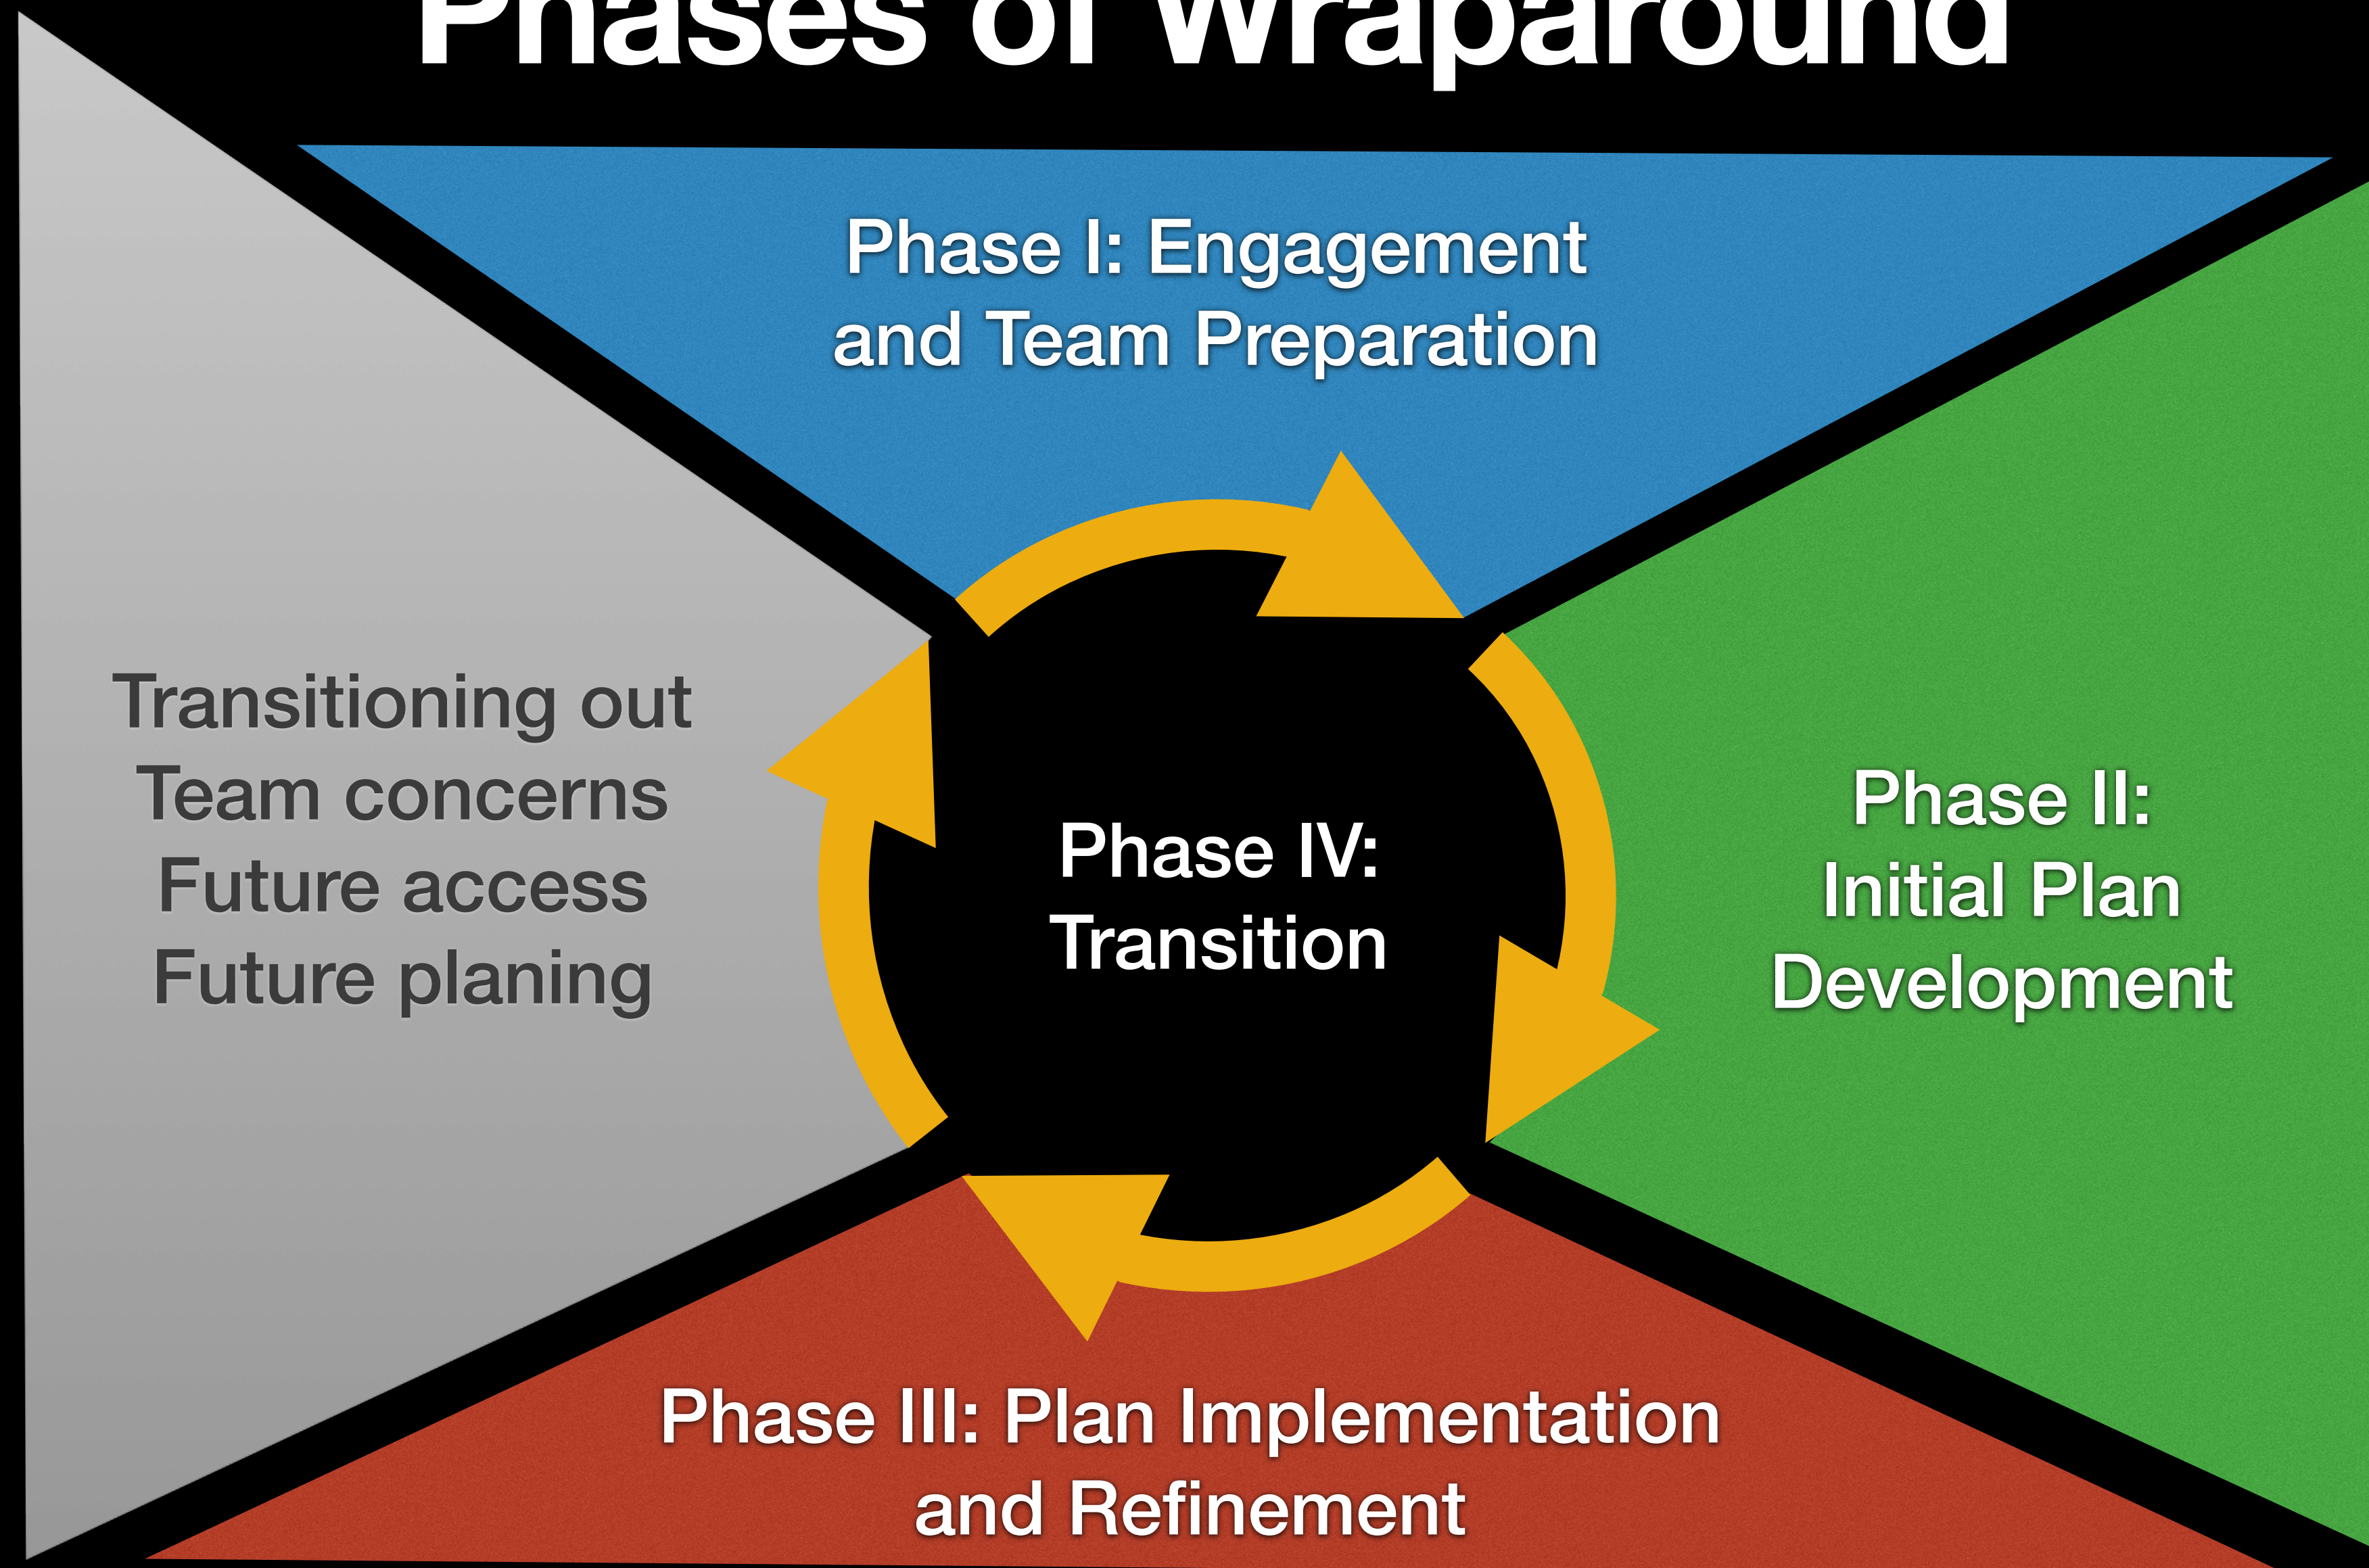 Phases of Wraparound
Phase I: Engagement
and Team Preparation
Transitioning out
Team concerns
Future access
Future planing
Phase IV:
Transition
Phase II:
Initial Plan
Development
Phase III: Plan Implementation
and Refinement